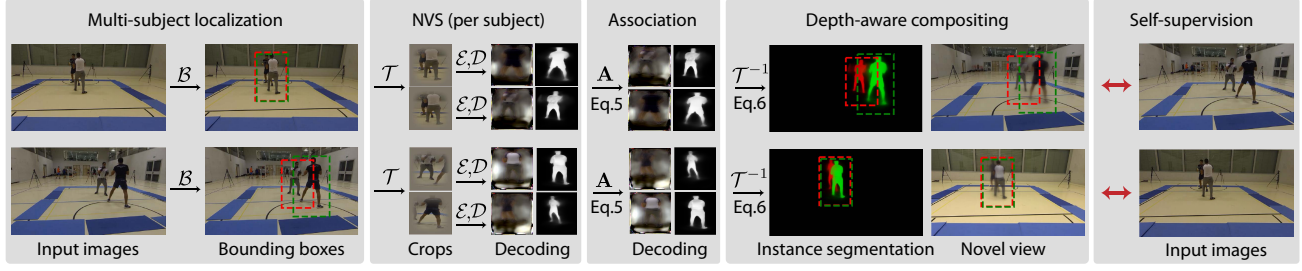 Multi-subject localization
NVS (per subject)
Association
Depth-aware compositing
Self-supervision
ℬ
𝒯
ℰ,𝒟
ℰ,𝒟
A
Eq.5
𝒯⁻¹
Eq.6
ℬ
𝒯
ℰ,𝒟
ℰ,𝒟
A
Eq.5
𝒯⁻¹
Eq.6
Input images
Bounding boxes
Crops
Decoding
Decoding
Instance segmentation
Novel view
Input images